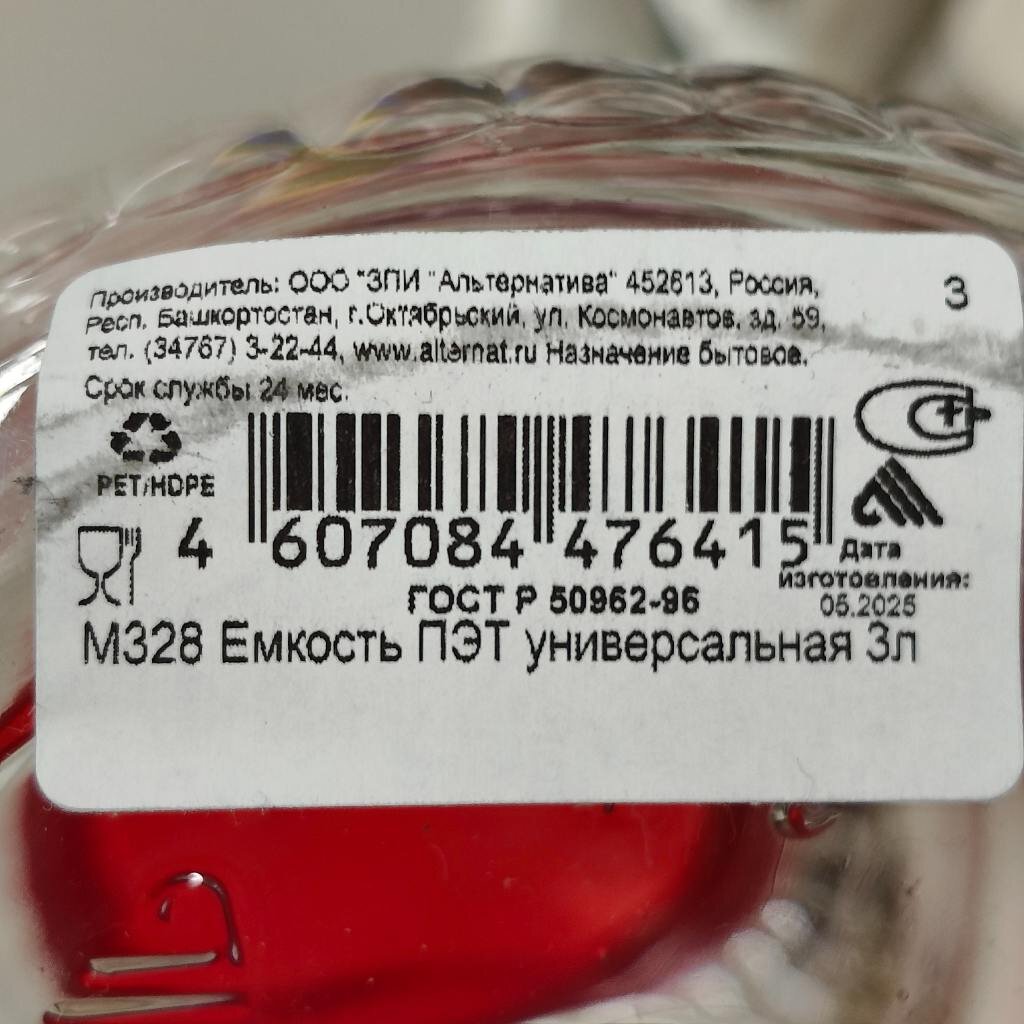 Производитель: ООО "ЗПИ "Альтернатива" 452613, Россия,
Респ. Башкортостан, г.Октябрьский, ул. Космонавтов, зд. 59,
тел. (34767) 3-22-44, www.alternat.ru Назначение бытовое.
Срок службы 24 мес.
3
PET/HDPE
4 607084 476415
Дата
изготовления:
05.2025
ГОСТ Р 50962-96
М328 Емкость ПЭТ универсальная 3л